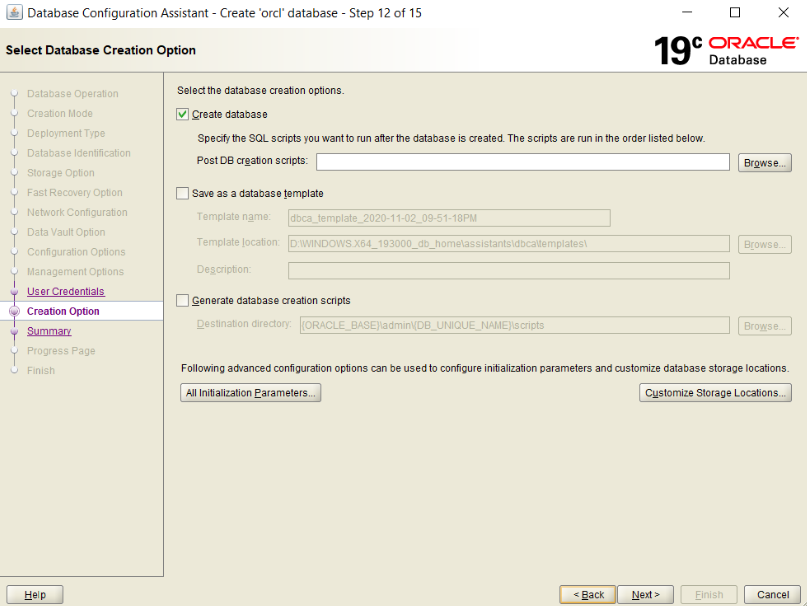 Database Configuration Assistant - Create 'orcl' database - Step 12 of 15
Select Database Creation Option
19c ORACLE
Database
Database Operation
Creation Mode
Deployment Type
Database Identification
Storage Option
Fast Recovery Option
Network Configuration
Data Vault Option
Configuration Options
Management Options
User Credentials
Creation Option
Summary
Progress Page
Finish
Select the database creation options.
Create database
Specify the SQL scripts you want to run after the database is created. The scripts are run in the order listed below.
Post DB creation scripts: Browse...
Save as a database template
Template name: dbca_template_2020-11-02_09-51-18PM
Template location: D:\WINDOWS.X64_193000_db_home\assistants\dbca\templates\ Browse...
Description:
Generate database creation scripts
Destination directory: {ORACLE_BASE}\admin\{DB_UNIQUE_NAME}\scripts Browse...
Following advanced configuration options can be used to configure initialization parameters and customize database storage locations.
All Initialization Parameters... Customize Storage Locations...
Help < Back Next > Finish Cancel